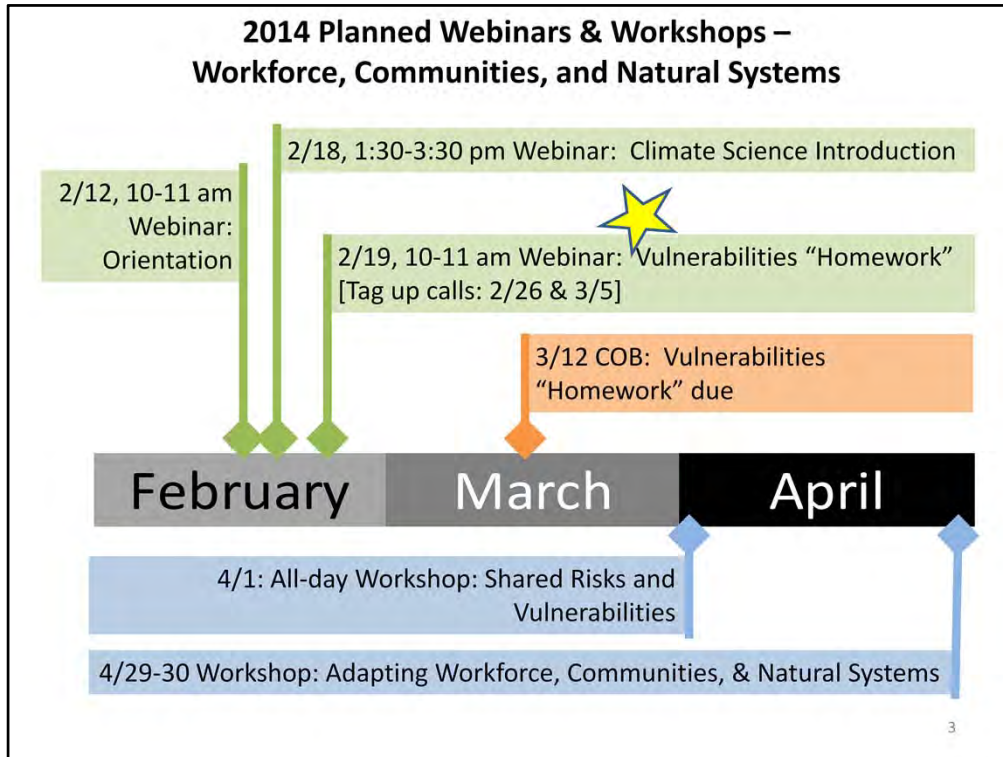 2014 Planned Webinars & Workshops –
Workforce, Communities, and Natural Systems
2/18, 1:30-3:30 pm Webinar:  Climate Science Introduction
2/12, 10-11 am
Webinar:
Orientation
2/19, 10-11 am Webinar:  Vulnerabilities “Homework”
[Tag up calls: 2/26 & 3/5]
3/12 COB:  Vulnerabilities
“Homework” due
February
March
April
4/1: All-day Workshop: Shared Risks and
Vulnerabilities
4/29-30 Workshop: Adapting Workforce, Communities, & Natural Systems
3